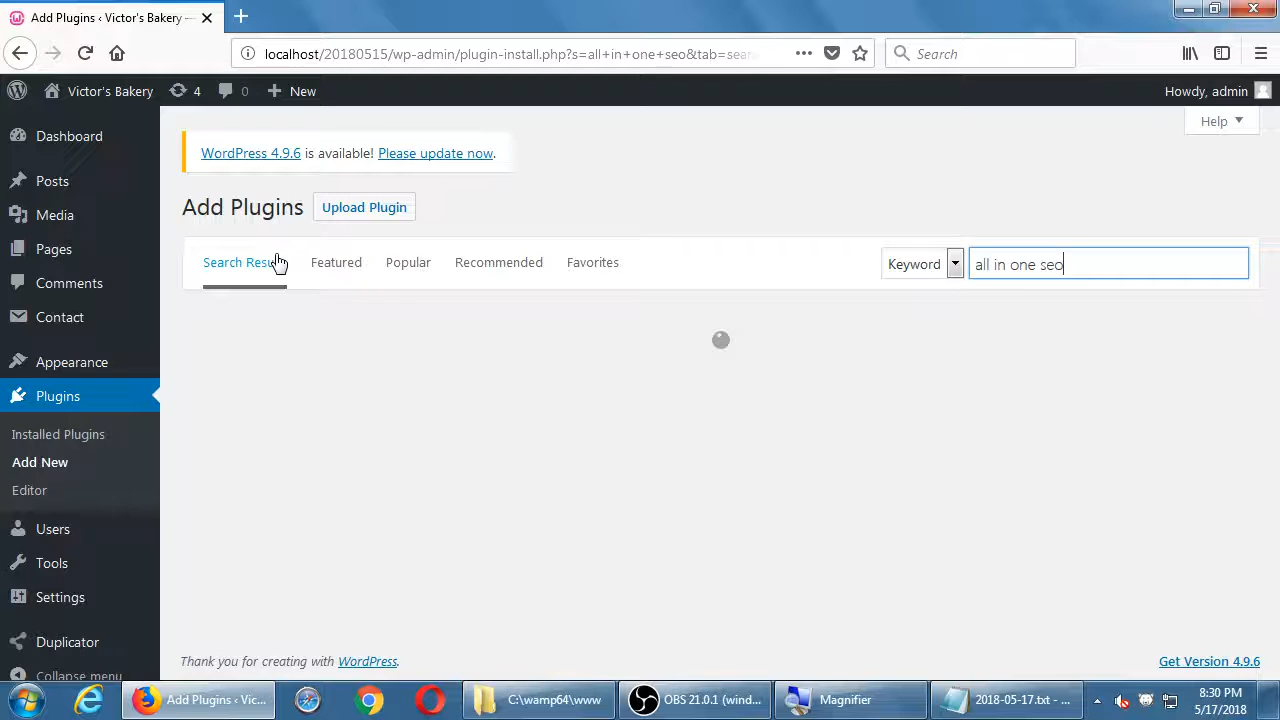 Add Plugins ‹ Victor's Bakery —
localhost/20180515/wp-admin/plugin-install.php?s=all+in+one+seo&tab=sear
Search
Victor's Bakery
4
0
New
Howdy, admin
Help
WordPress 4.9.6 is available! Please update now.
Add Plugins
Upload Plugin
Search Resu
Featured
Popular
Recommended
Favorites
Keyword
all in one seo
Dashboard
Posts
Media
Pages
Comments
Contact
Appearance
Plugins
Installed Plugins
Add New
Editor
Users
Tools
Settings
Duplicator
Collapse menu
Thank you for creating with WordPress.
Get Version 4.9.6
Add Plugins ‹ Vic...
C:\wamp64\www
OBS 21.0.1 (wind...
Magnifier
2018-05-17.txt - ...
8:30 PM
5/17/2018